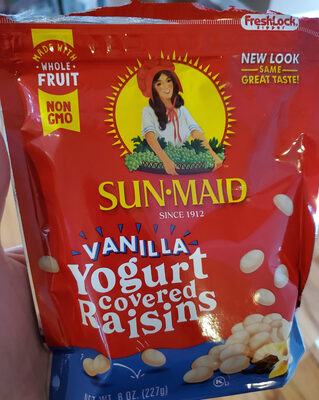 FreshLock
zipper
MADE WITH
WHOLE
FRUIT
NON
GMO
NEW LOOK
SAME
GREAT TASTE!
SUN-MAID
SINCE 1912
VANILLA
Yogurt
covered
Raisins
NET WT. 8 OZ. (227g)